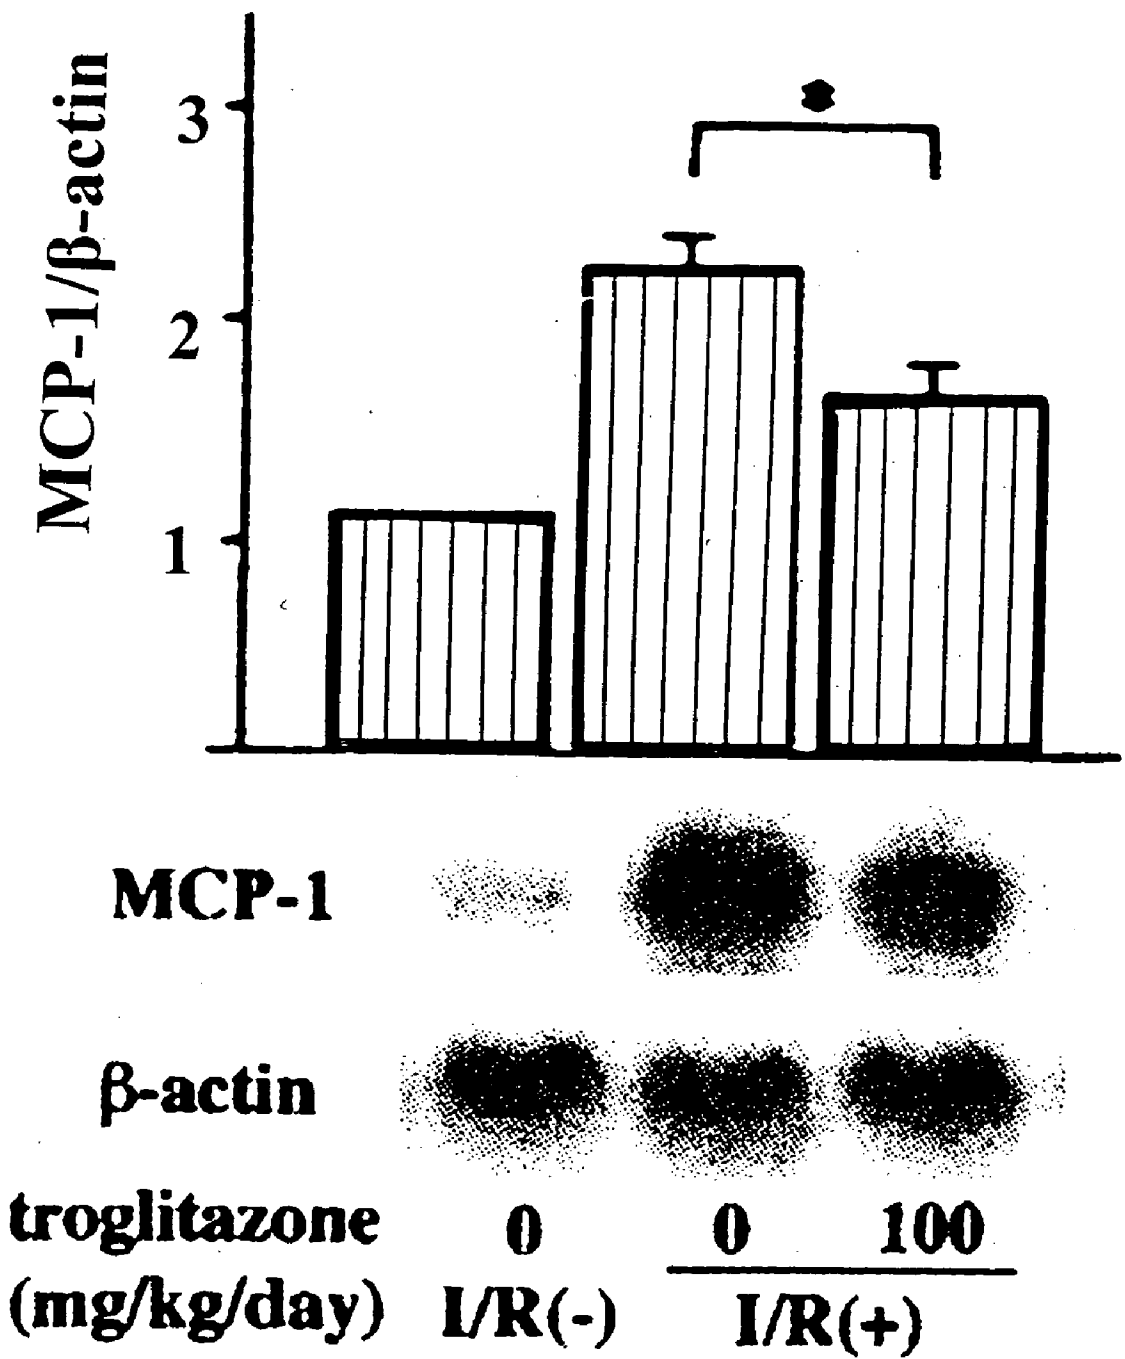 MCP-1/β-actin
3
2
1
*
MCP-1
β-actin
troglitazone 0 0 100
(mg/kg/day) I/R(-) I/R(+)